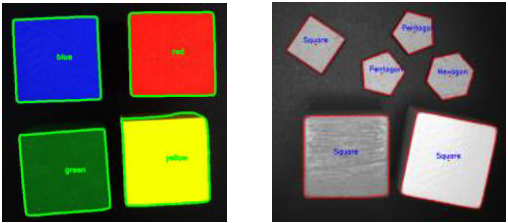 blue
red
green
yellow
Square
Pentagon
Pentagon
Hexagon
Square
Square